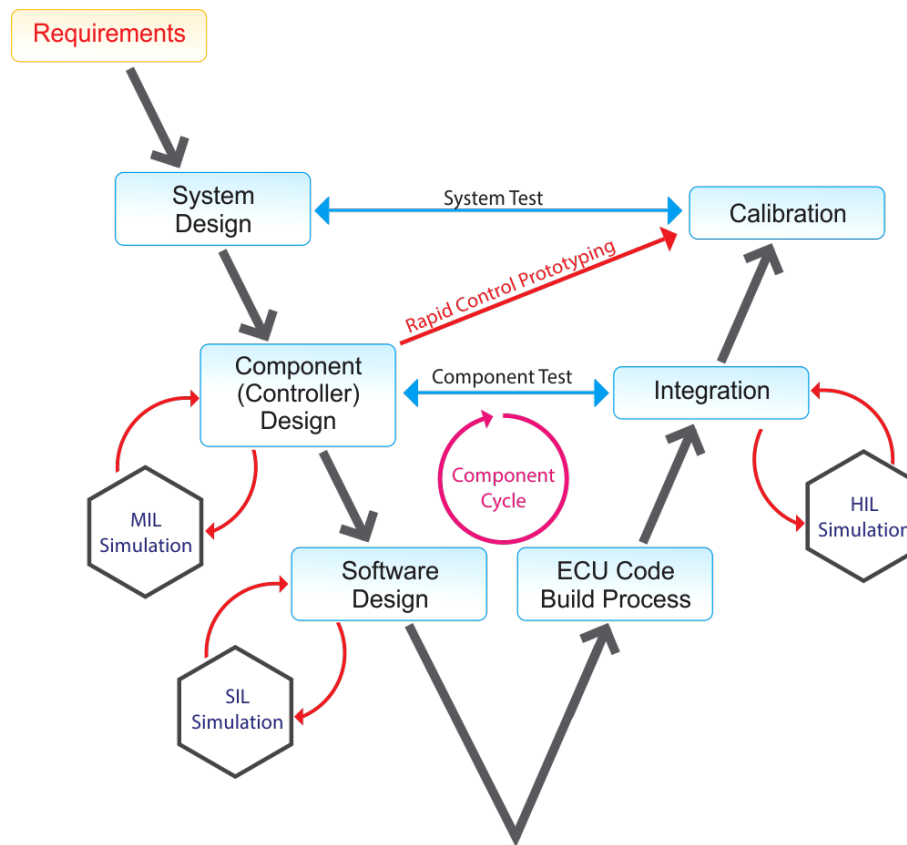 Requirements
System
Design
System Test
Calibration
Rapid Control Prototyping
Component
(Controller)
Design
Component Test
Integration
Component
Cycle
MIL
Simulation
HIL
Simulation
Software
Design
ECU Code
Build Process
SIL
Simulation